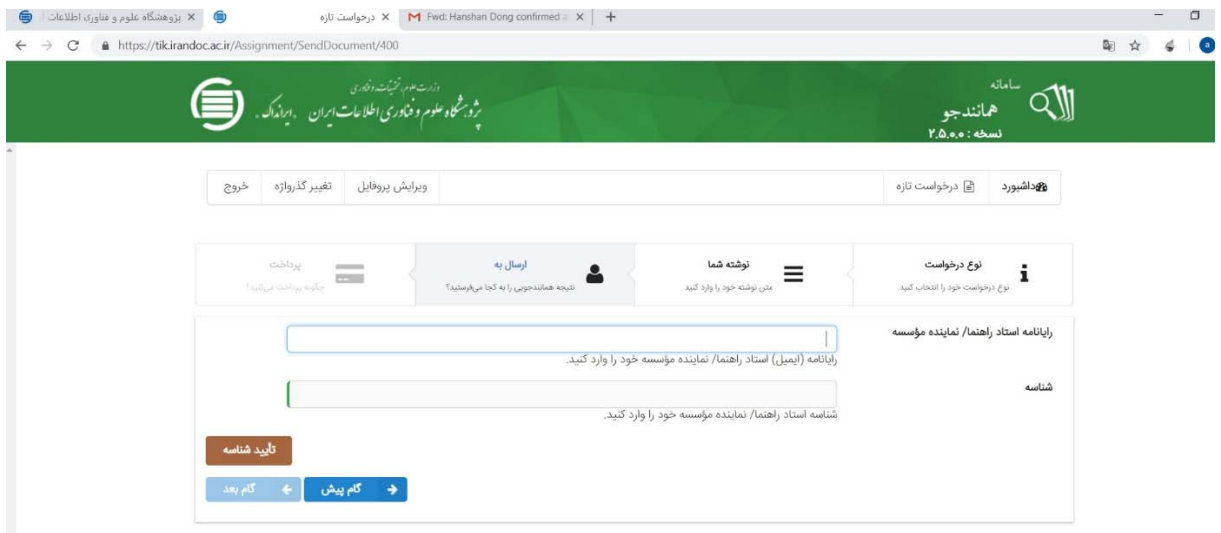 پژوهشگاه علوم و فناوری اطلاعات ا
درخواست تازه
Fwd: Hanshan Dong confirmed a
https://tik.irandoc.ac.ir/Assignment/SendDocument/400
a
سامانه
همانندجو
نسخه : ۲.۵.۰.۰
وزارت علوم، تحقیقات و فناوری
پژوهشگاه علوم و فناوری اطلاعات ایران . ایرانداک .
داشبورد
درخواست تازه
ویرایش پروفایل
تغییر گذرواژه
خروج
نوع درخواست
نوع درخواست خود را انتخاب کنید.
نوشته شما
متن نوشته خود را وارد کنید
ارسال به
نتیجه همانندجویی را به کجا می‌فرستید؟
پرداخت
چگونه پرداخت می‌کنید؟
رایانامه استاد راهنما/ نماینده مؤسسه
رایانامه (ایمیل) استاد راهنما/ نماینده مؤسسه خود را وارد کنید.
شناسه
شناسه استاد راهنما/ نماینده مؤسسه خود را وارد کنید.
تأیید شناسه
گام پیش
گام بعد